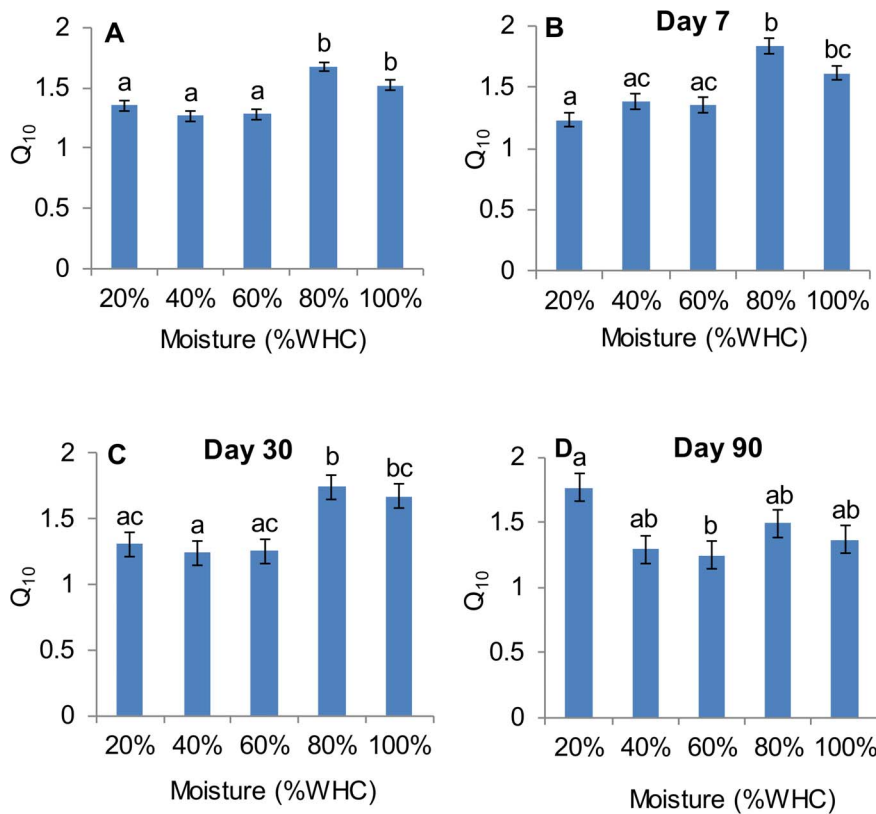 A
2
1.5
1
0.5
0
Q10
a
a
a
b
b
20% 40% 60% 80% 100%
Moisture (%WHC)
B Day 7
2
1.5
1
0.5
0
Q10
a
ac
ac
b
bc
20% 40% 60% 80% 100%
Moisture (%WHC)
C Day 30
2
1.5
1
0.5
0
Q10
ac
a
ac
b
bc
20% 40% 60% 80% 100%
Moisture (%WHC)
D Day 90
2
1.5
1
0.5
0
Q10
a
ab
b
ab
ab
20% 40% 60% 80% 100%
Moisture (%WHC)